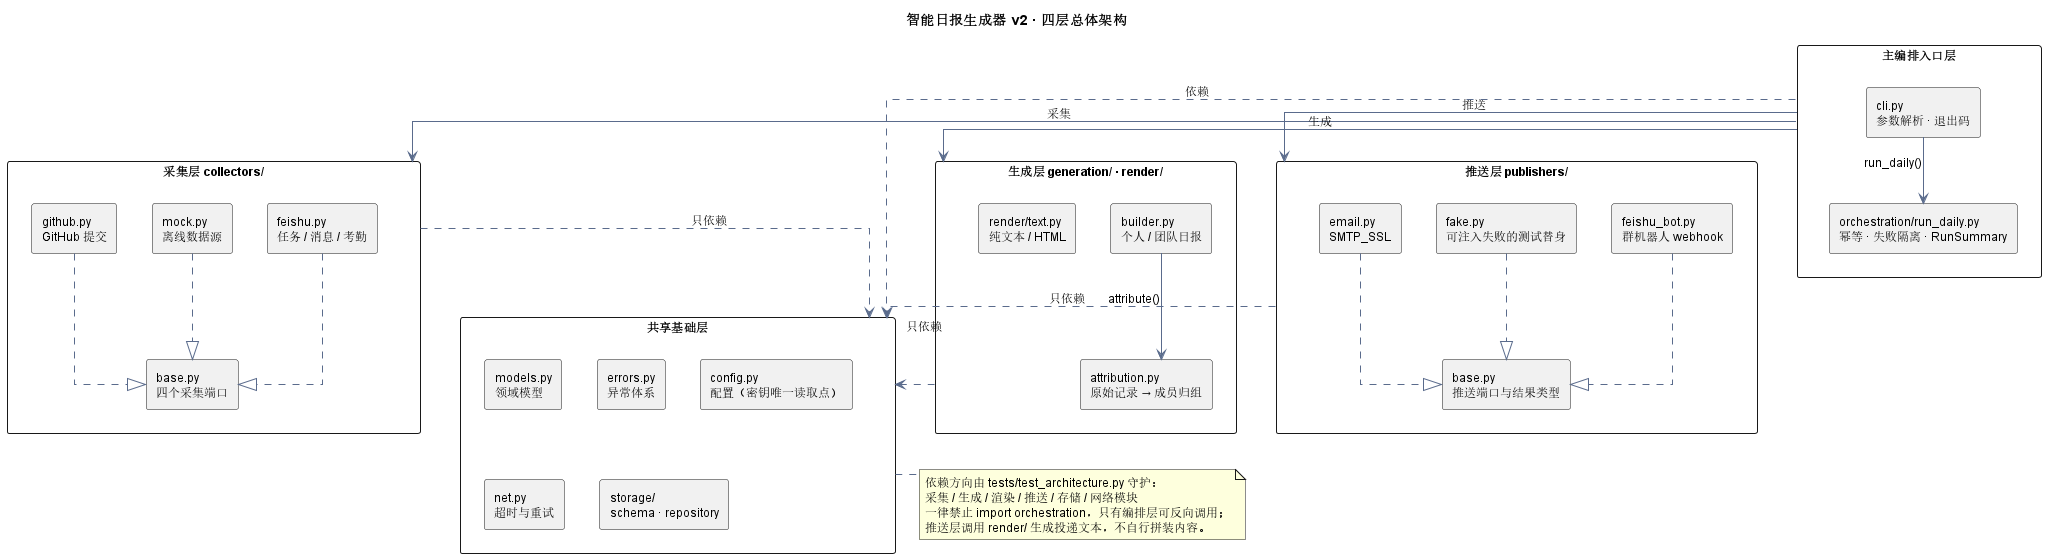 智能日报生成器 v2 · 四层总体架构
主编排入口层
cli.py
参数解析 · 退出码
run_daily()
orchestration/run_daily.py
幂等 · 失败隔离 · RunSummary
依赖
推送
采集
生成
采集层 collectors/
github.py
GitHub 提交
mock.py
离线数据源
feishu.py
任务 / 消息 / 考勤
base.py
四个采集端口
只依赖
生成层 generation/ · render/
render/text.py
纯文本 / HTML
builder.py
个人 / 团队日报
attribute()
attribution.py
原始记录 → 成员归组
只依赖
只依赖
推送层 publishers/
email.py
SMTP_SSL
fake.py
可注入失败的测试替身
feishu_bot.py
群机器人 webhook
base.py
推送端口与结果类型
共享基础层
models.py
领域模型
errors.py
异常体系
config.py
配置（密钥唯一读取点）
net.py
超时与重试
storage/
schema · repository
依赖方向由 tests/test_architecture.py 守护：
采集 / 生成 / 渲染 / 推送 / 存储 / 网络模块
一律禁止 import orchestration，只有编排层可反向调用；
推送层调用 render/ 生成投递文本，不自行拼装内容。